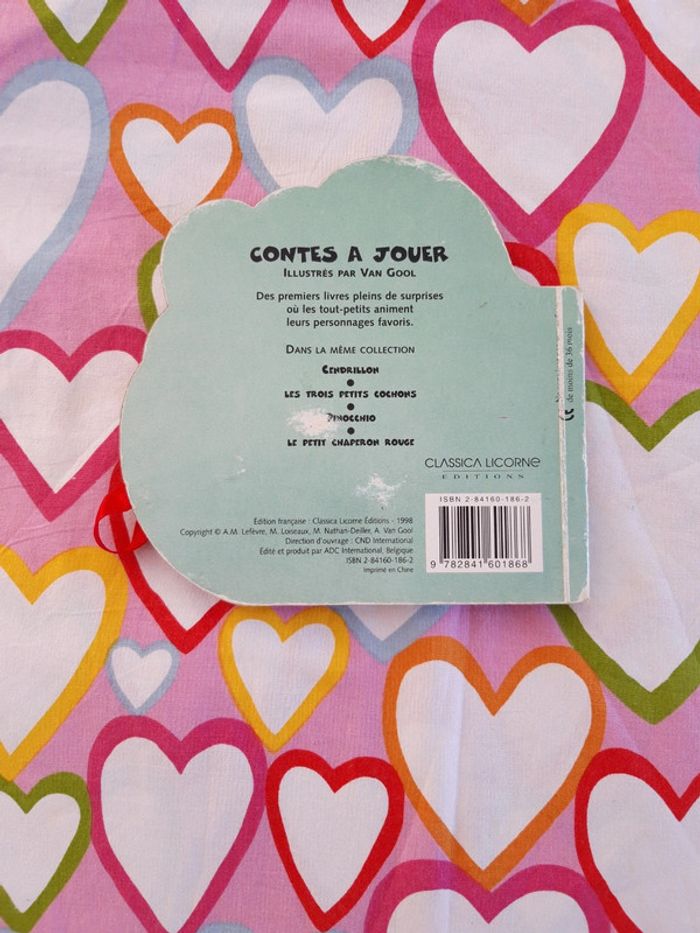 CONTES A JOUER
ILLUSTRÉS PAR VAN GOOL
Des premiers livres pleins de surprises
où les tout-petits animent
leurs personnages favoris.
DANS LA MÊME COLLECTION
CENDRILLON
●
LES TROIS PETITS COCHONS
●
PINOCCHIO
●
LE PETIT CHAPERON ROUGE
CLASSICA LICORNE
EDITIONS
ISBN 2-84160-186-2
9 782841 601868
Édition française : Classica Licorne Éditions - 1998
Copyright © A.M. Lefèvre, M. Loiseaux, M. Nathan-Deiller, A. Van Gool
Direction d'ouvrage : CND International
Édité et produit par ADC International, Belgique
ISBN 2-84160-186-2
Imprimé en Chine
CE
de moins de 36 mois